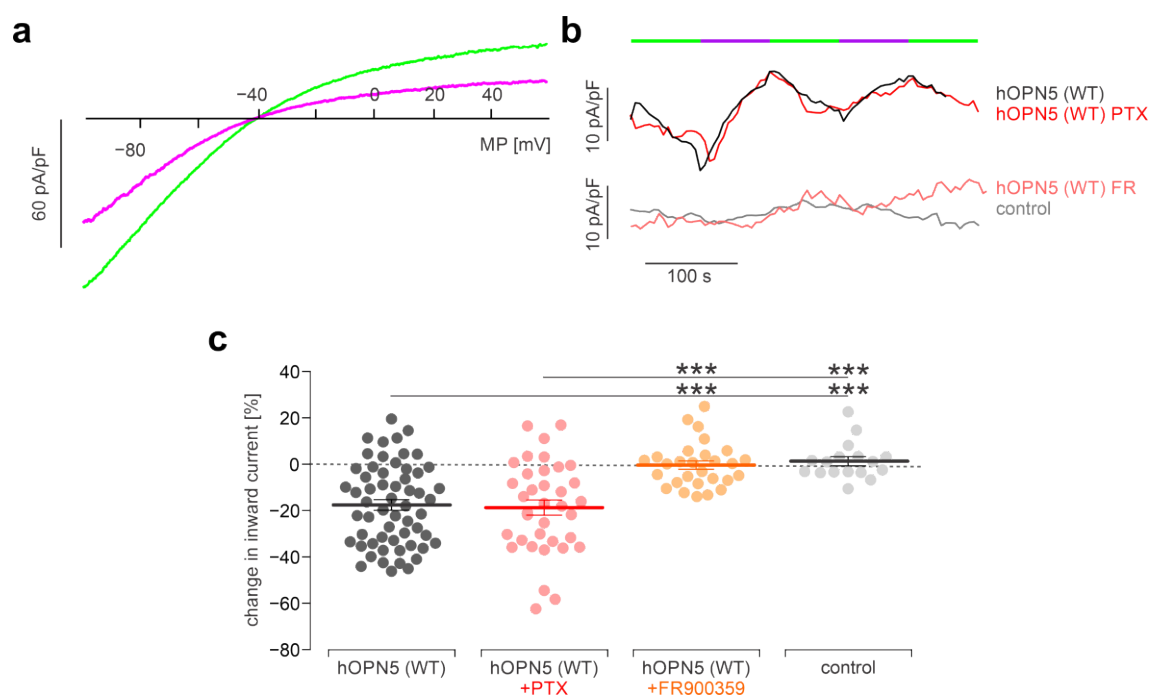 a
−40
0
20
40
−80
MP [mV]
60 pA/pF
b
10 pA/pF
hOPN5 (WT)
hOPN5 (WT) PTX
10 pA/pF
hOPN5 (WT) FR
control
100 s
c
change in inward current [%]
40
20
0
−20
−40
−60
−80
*** ***
*** ***
hOPN5 (WT)
hOPN5 (WT)
+PTX
hOPN5 (WT)
+FR900359
control